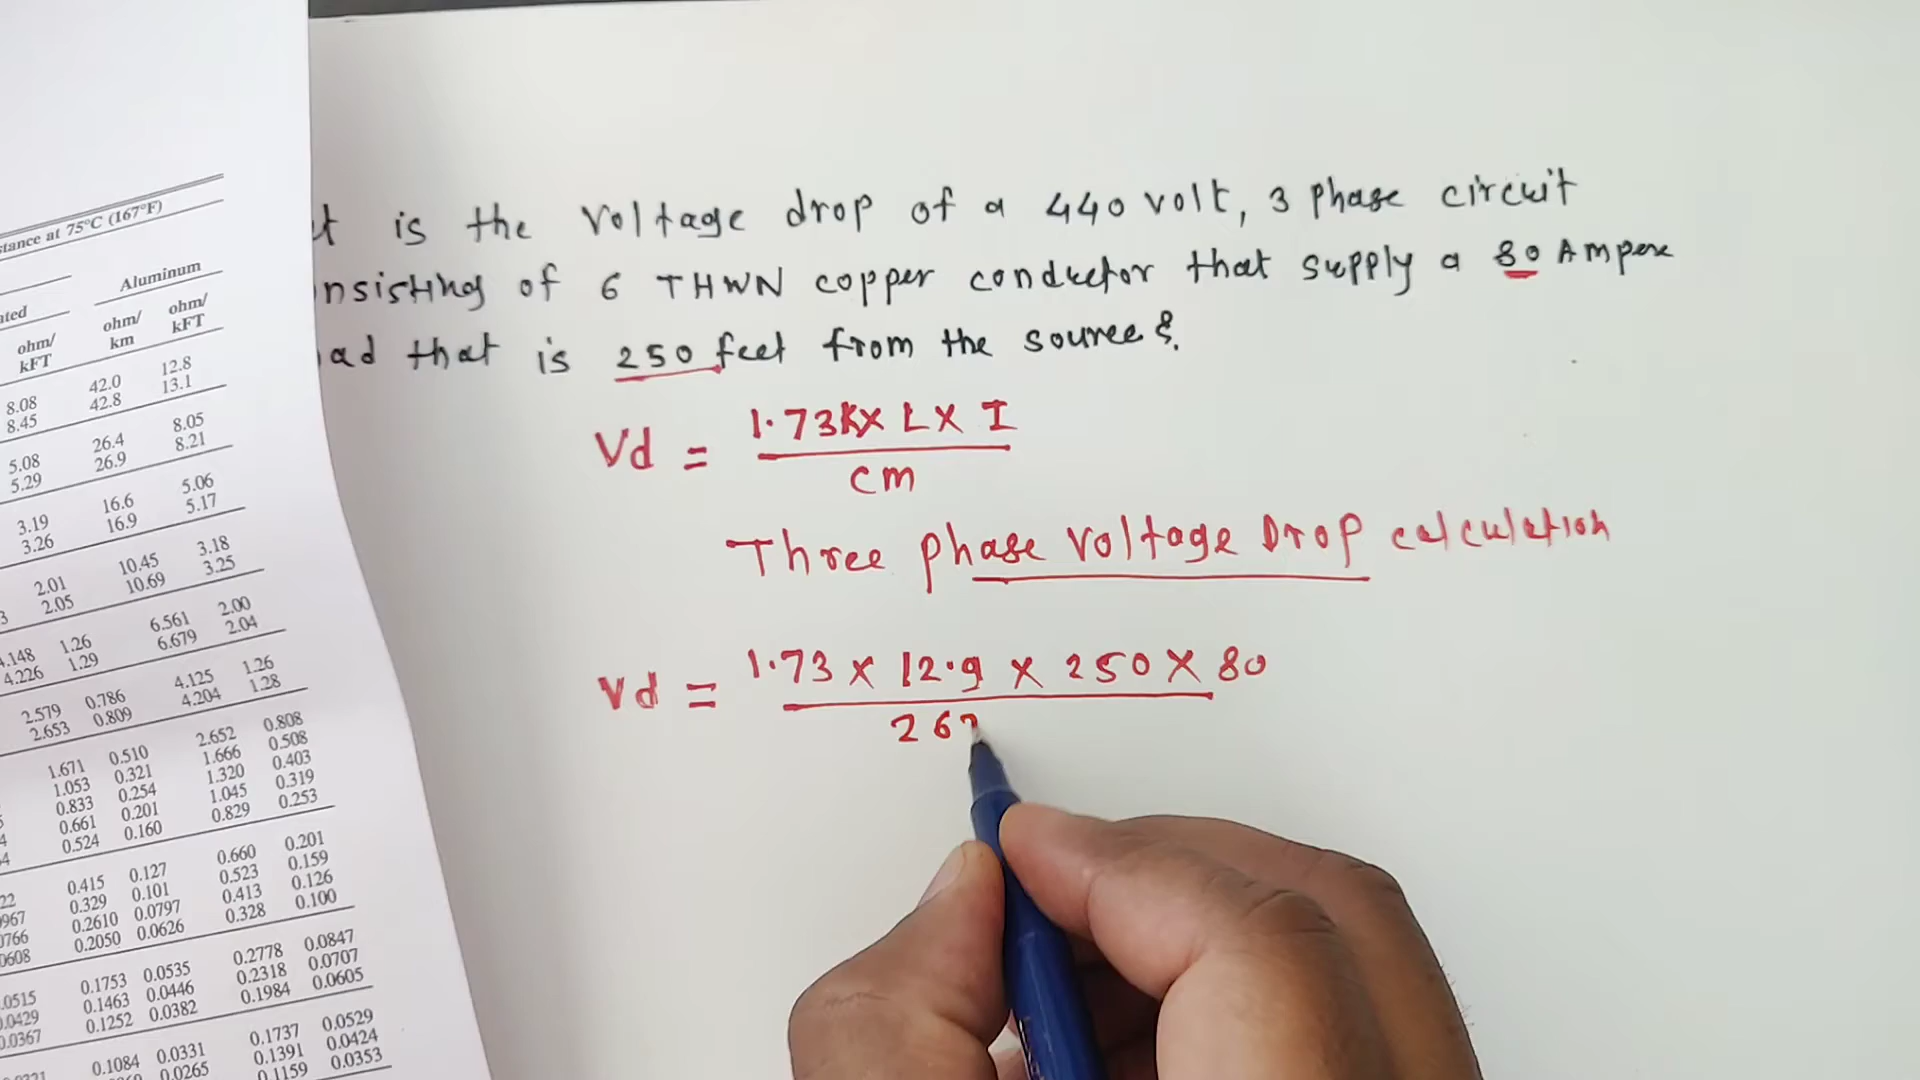 stance at 75°C (167°F)
Aluminum
ohm/ kFT
ohm/ km
ohm/ kFT
8.08 42.0 12.8
8.45 42.8 13.1
5.08 26.4 8.05
5.29 26.9 8.21
3.19 16.6 5.06
3.26 16.9 5.17
2.01 10.45 3.18
2.05 10.69 3.25
4.148 1.26 6.561 2.00
4.226 1.29 6.679 2.04
2.579 0.786 4.125 1.26
2.653 0.809 4.204 1.28
1.671 0.510 2.652 0.808
1.053 0.321 1.666 0.508
0.833 0.254 1.320 0.403
0.661 0.201 1.045 0.319
0.524 0.160 0.829 0.253
0.415 0.127 0.660 0.201
0.329 0.101 0.523 0.159
0.2610 0.0797 0.413 0.126
0.2050 0.0626 0.328 0.100
0.1753 0.0535 0.2778 0.0847
0.1463 0.0446 0.2318 0.0707
0.1252 0.0382 0.1984 0.0605
0.1084 0.0331 0.1737 0.0529
0.0265 0.1391 0.0424
0.1159 0.0353
t is the voltage drop of a 440 volt, 3 phase circuit
nsisting of 6 THWN copper conductor that supply a 80 Ampere
ad that is 250 feet from the source &.
Vd = 1.73K X L X I
cm
Three phase voltage Drop calculation
Vd = 1.73 x 12.9 x 250 X 80
262